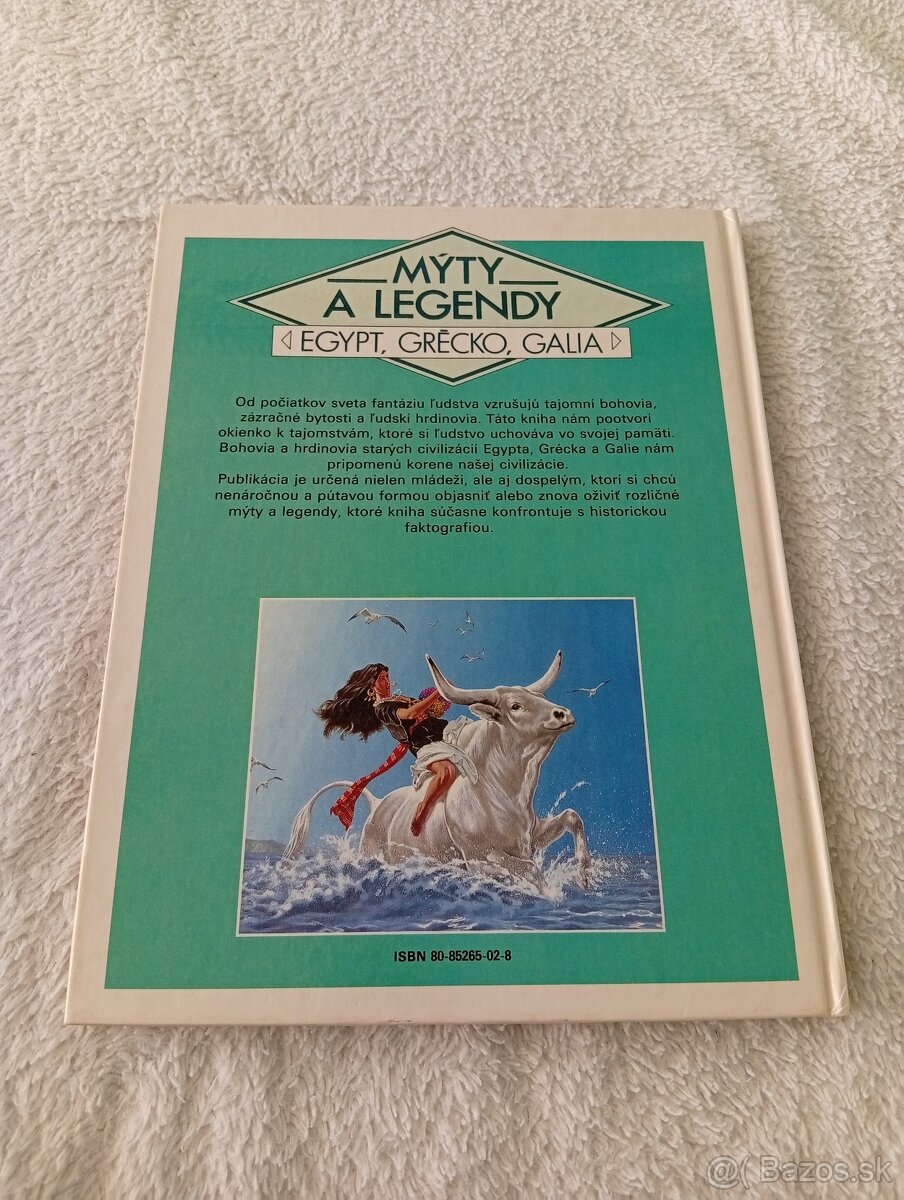 MÝTY
A LEGENDY
EGYPT, GRÉCKO, GALIA
Od počiatkov sveta fantáziu ľudstva vzrušujú tajomní bohovia,
zázračné bytosti a ľudskí hrdinovia. Táto kniha nám pootvorí
okienko k tajomstvám, ktoré si ľudstvo uchováva vo svojej pamäti.
Bohovia a hrdinovia starých civilizácií Egypta, Grécka a Galie nám
pripomenú korene našej civilizácie.
Publikácia je určená nielen mládeži, ale aj dospelým, ktorí si chcú
nenáročnou a pútavou formou objasniť alebo znova oživiť rozličné
mýty a legendy, ktoré kniha súčasne konfrontuje s historickou
faktografiou.
ISBN 80-85265-02-8
@( Bazos.sk